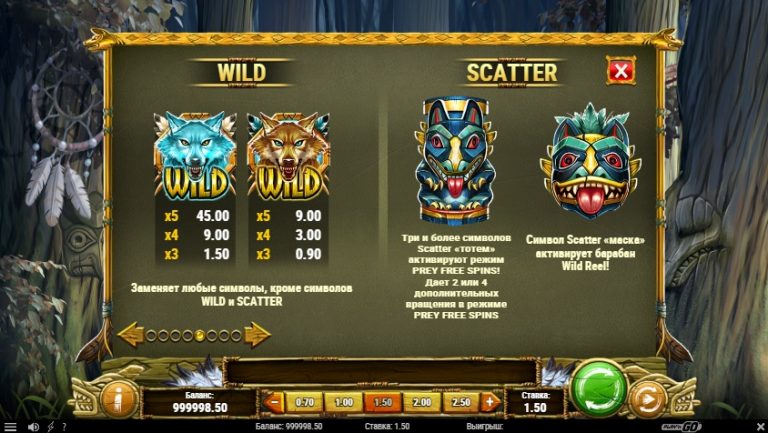 WILD
SCATTER
WILD
WILD
x5 45.00
x4 9.00
x3 1.50
x5 9.00
x4 3.00
x3 0.90
Заменяет любые символы, кроме символов
WILD и SCATTER
Три и более символов
Scatter «тотем»
активируют режим
PREY FREE SPINS!
Дает 2 или 4
дополнительных
вращения в режиме
PREY FREE SPINS
Символ Scatter «маска»
активирует барабан
Wild Reel!
Баланс:
999998.50
− 0.70 1.00 1.50 2.00 2.50 +
Ставка:
1.50
? Баланс: 999998.50 Ставка: 1.50 Выигрыш: PLAY'N GO